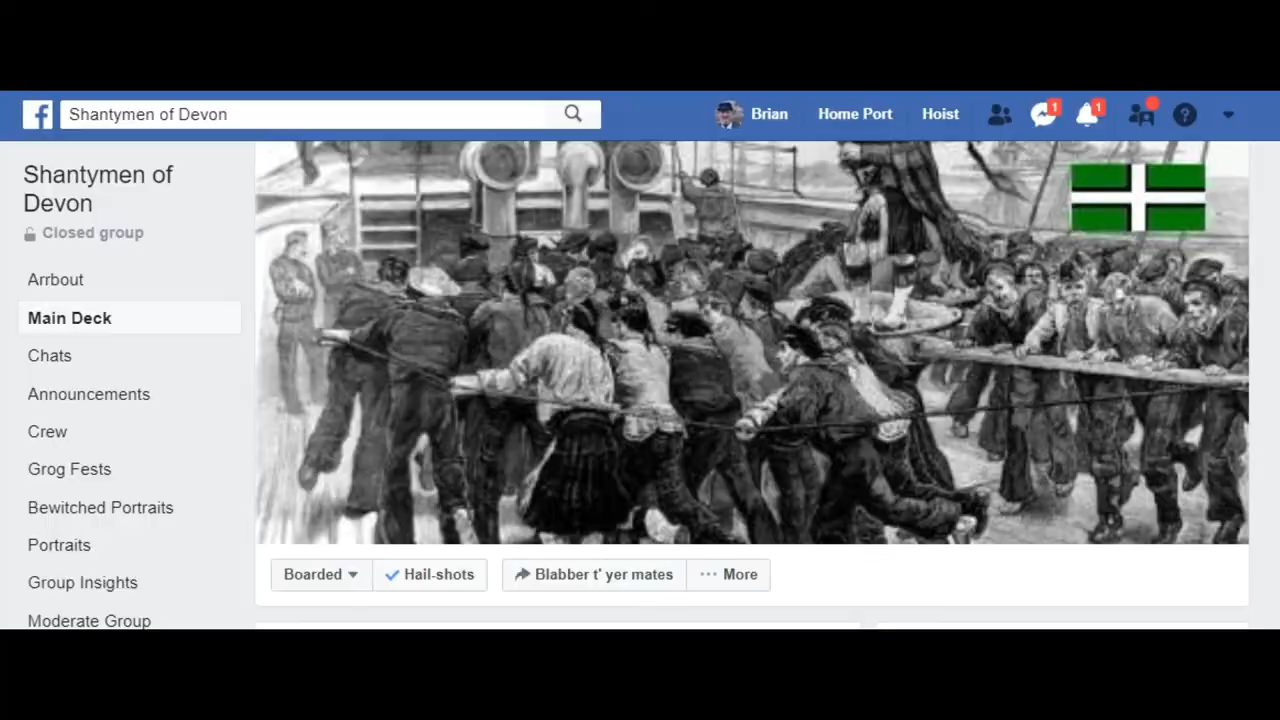 Shantymen of Devon
Brian
Home Port
Hoist
1
1
?
Shantymen of
Devon
Closed group
Arrbout
Main Deck
Chats
Announcements
Crew
Grog Fests
Bewitched Portraits
Portraits
Group Insights
Moderate Group
Boarded
Hail-shots
Blabber t' yer mates
More